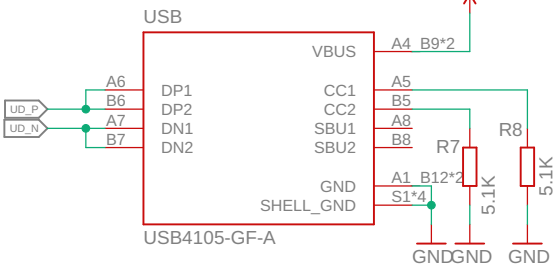 USB
VBUS A4 B9*2
A6 DP1 CC1 A5
UD_P B6 DP2 CC2 B5
UD_N A7 DN1 SBU1 A8
B7 DN2 SBU2 B8
R7 R8
5.1K 5.1K
GND A1 B12*2
SHELL_GND S1*4
USB4105-GF-A
GND GND GND